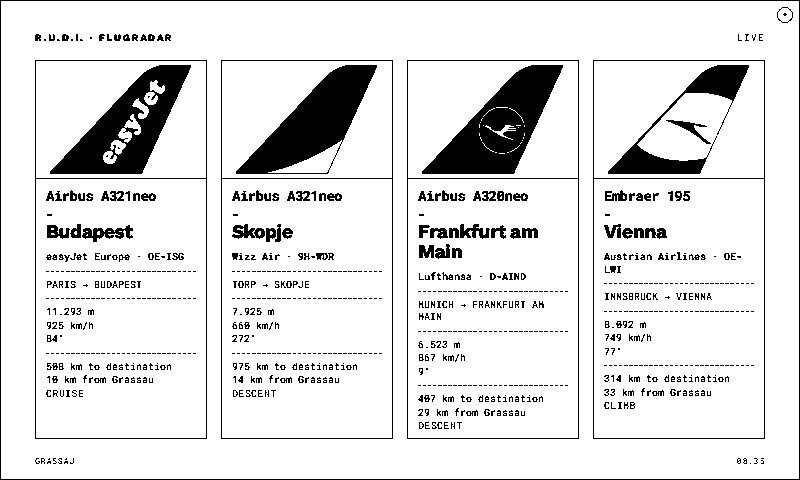 R.U.D.I. · FLUGRADAR
LIVE
easyJet
Airbus A321neo
–
Budapest
easyJet Europe · OE-ISG
PARIS → BUDAPEST
11.293 m
925 km/h
84°
508 km to destination
10 km from Grassau
CRUISE
Airbus A321neo
–
Skopje
Wizz Air · 9H-WDR
TORP → SKOPJE
7.925 m
660 km/h
272°
975 km to destination
14 km from Grassau
DESCENT
Airbus A320neo
–
Frankfurt am
Main
Lufthansa · D-AIND
MUNICH → FRANKFURT AM
MAIN
6.523 m
867 km/h
9°
407 km to destination
29 km from Grassau
DESCENT
Embraer 195
–
Vienna
Austrian Airlines · OE-
LWI
INNSBRUCK → VIENNA
8.092 m
749 km/h
77°
314 km to destination
33 km from Grassau
CLIMB
GRASSAU
08.35